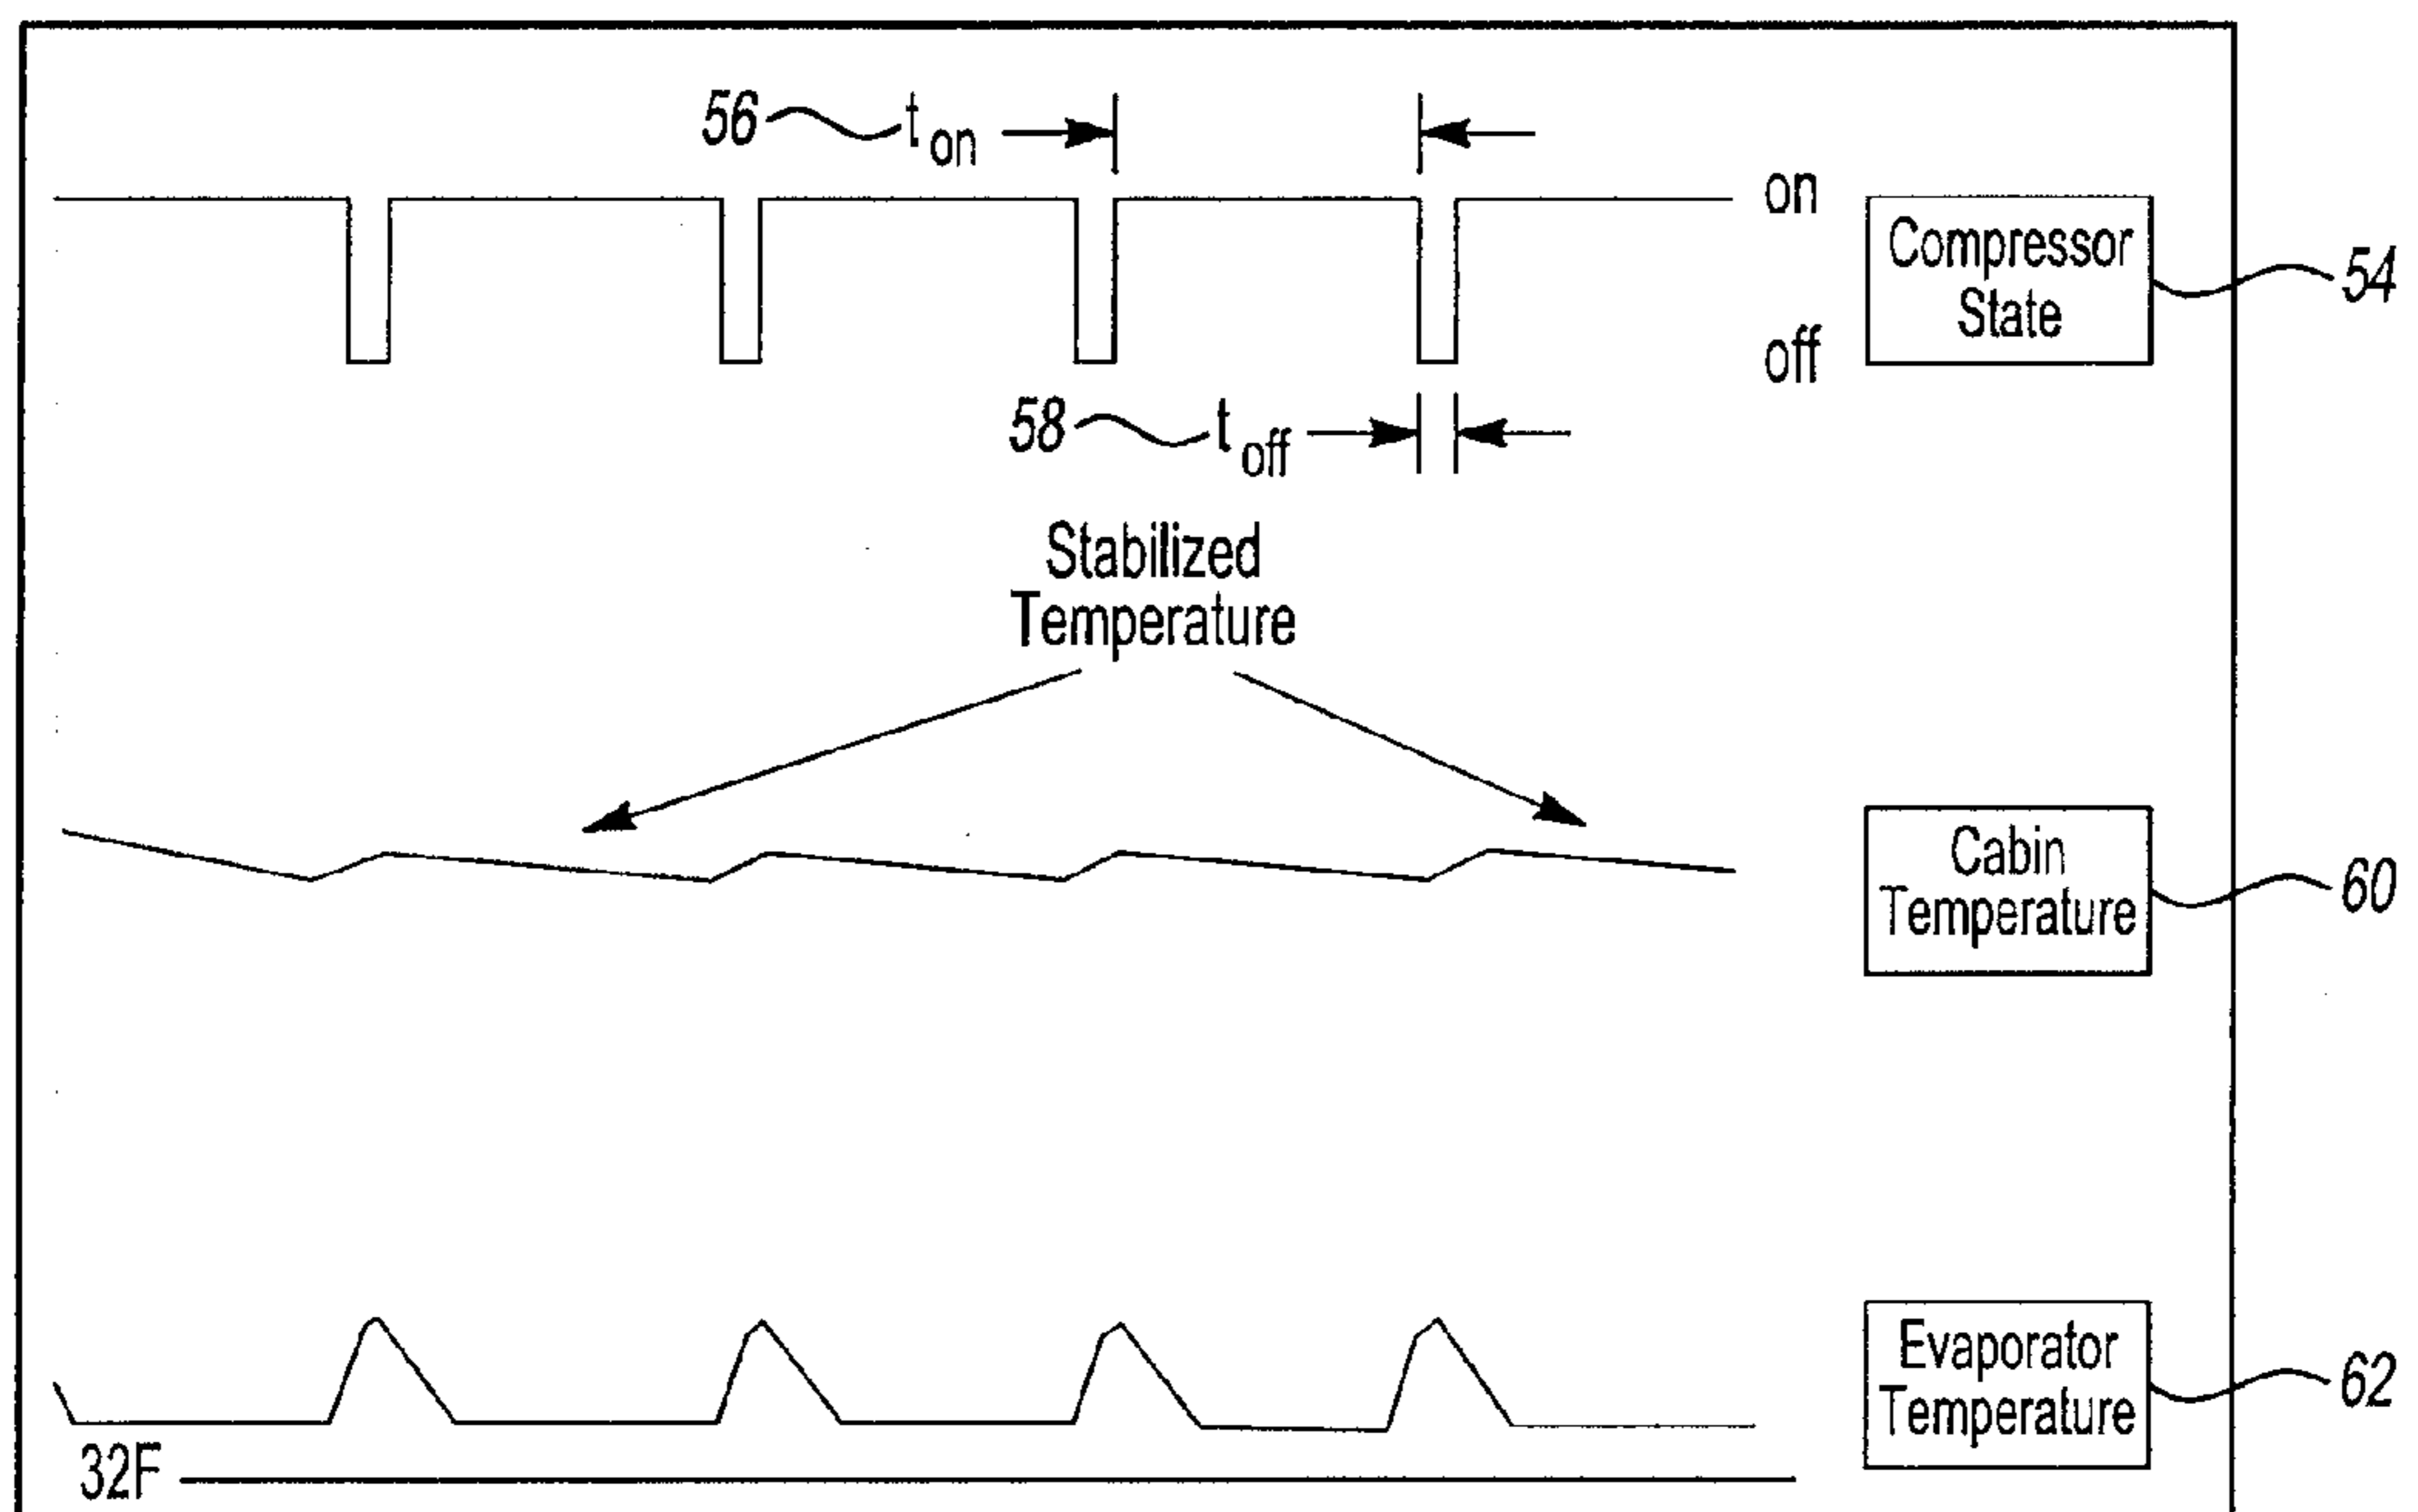 56 t on
on
Compressor
State
54
off
58 t off
Stabilized
Temperature
Cabin
Temperature
60
Evaporator
Temperature
62
32F